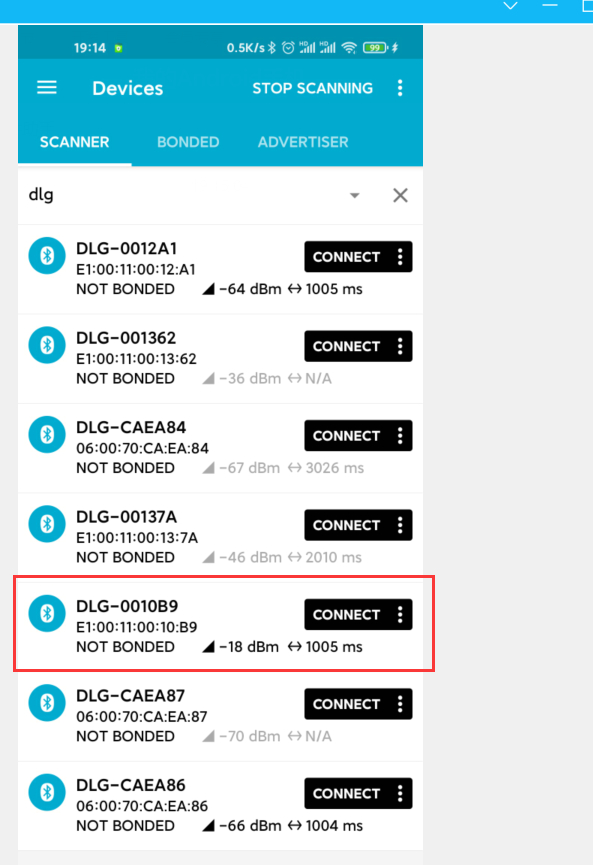 19:14 0.5K/s HD HD 99
Devices STOP SCANNING
SCANNER BONDED ADVERTISER
dlg
DLG-0012A1
E1:00:11:00:12:A1
CONNECT
NOT BONDED -64 dBm ↔ 1005 ms
DLG-001362
E1:00:11:00:13:62
CONNECT
NOT BONDED -36 dBm ↔ N/A
DLG-CAEA84
06:00:70:CA:EA:84
CONNECT
NOT BONDED -67 dBm ↔ 3026 ms
DLG-00137A
E1:00:11:00:13:7A
CONNECT
NOT BONDED -46 dBm ↔ 2010 ms
DLG-0010B9
E1:00:11:00:10:B9
CONNECT
NOT BONDED -18 dBm ↔ 1005 ms
DLG-CAEA87
06:00:70:CA:EA:87
CONNECT
NOT BONDED -70 dBm ↔ N/A
DLG-CAEA86
06:00:70:CA:EA:86
CONNECT
NOT BONDED -66 dBm ↔ 1004 ms